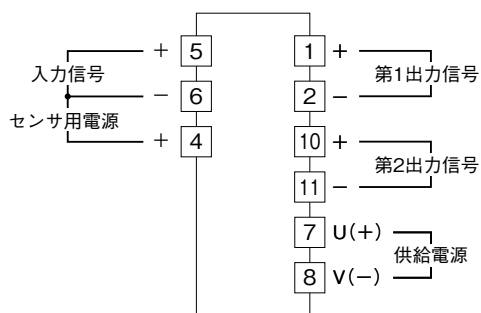 + 5
入力信号
− 6
センサ用電源
+ 4
1 +
第1出力信号
2 −
10 +
第2出力信号
11 −
7 U(+)
供給電源
8 V(−)